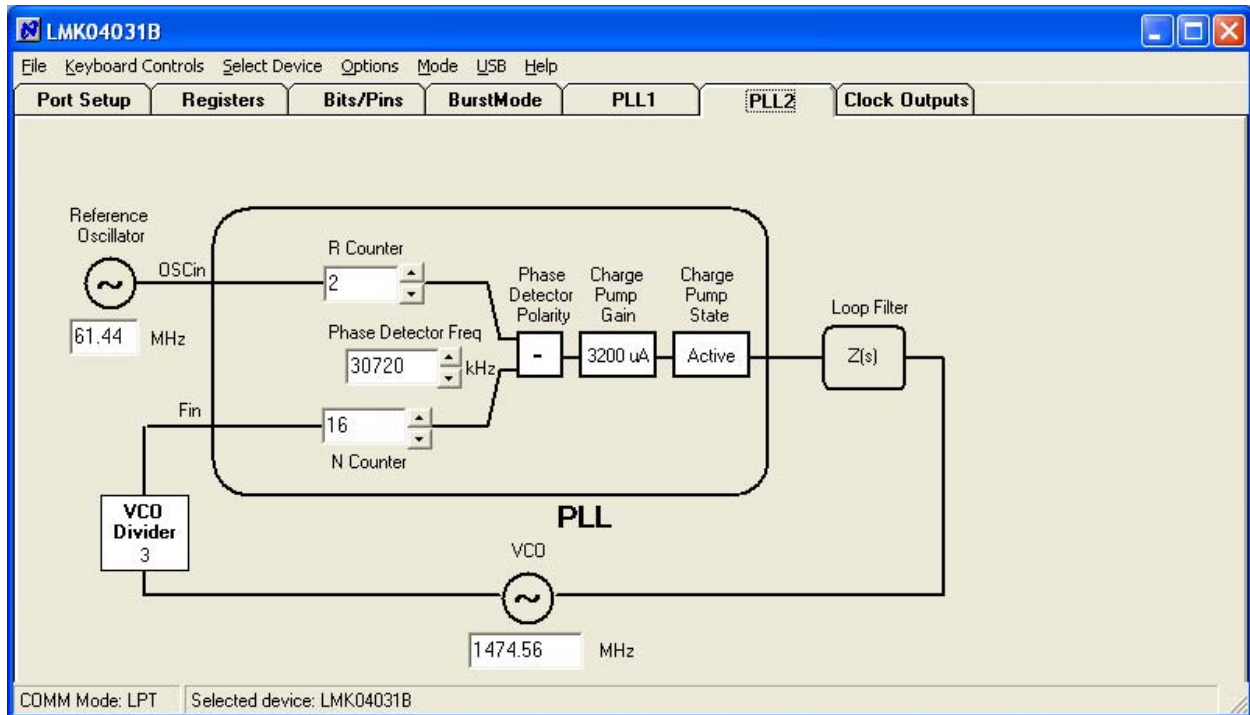 LMK04031B
File Keyboard Controls Select Device Options Mode USB Help
Port Setup Registers Bits/Pins BurstMode PLL1 PLL2 Clock Outputs
Reference
Oscillator
OSCin
61.44 MHz
R Counter
2
Phase Detector Freq
30720 kHz
Fin
16
N Counter
Phase
Detector
Polarity
-
Charge
Pump
Gain
3200 uA
Charge
Pump
State
Active
Loop Filter
Z(s)
PLL
VCO
Divider
3
VCO
1474.56 MHz
COMM Mode: LPT Selected device: LMK04031B